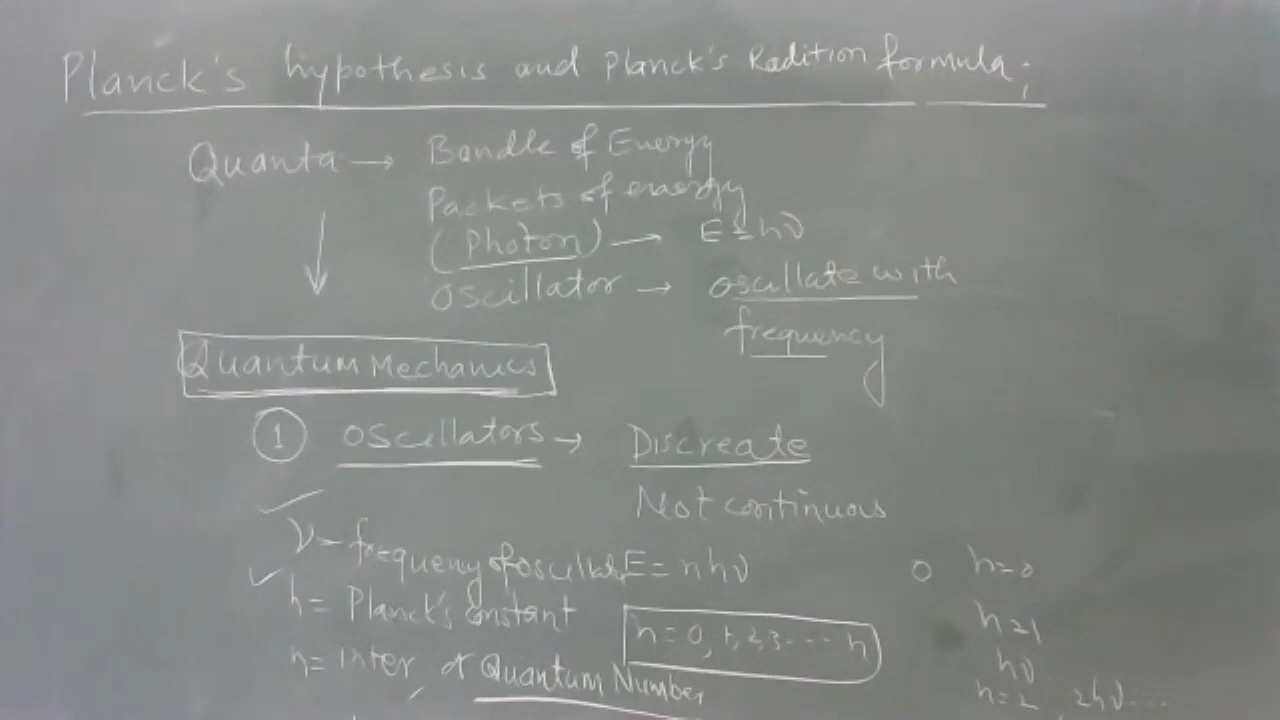 Planck's hypothesis and Planck's Radition formula;
Quanta → Bandle of Energy
Packets of energy
(Photon) → E = hν
Oscillator → oscillate with
frequency
Quantum Mechanics
① Oscillators → Discreate
Not continuous
ν = frequeny of oscillator E = nhν
h = Planck's constant
n = 0, 1, 2, 3 ---- n
n = Inter or Quantum Number
0 n=0
n=1
hν
n=2, 2hν ...